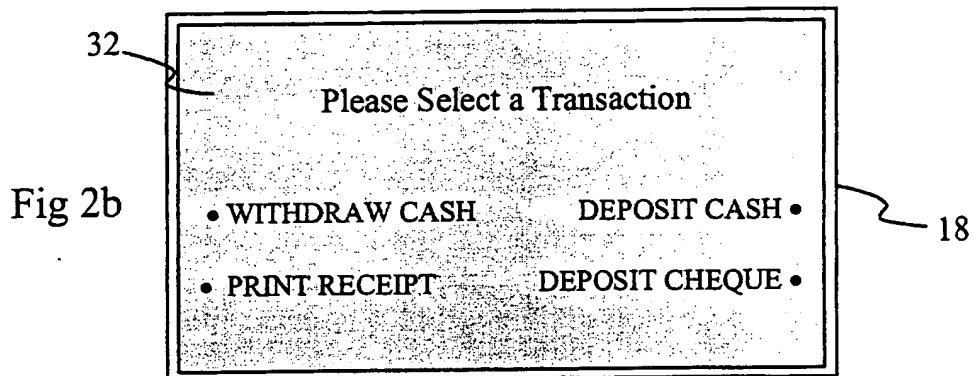 32
Please Select a Transaction
Fig 2b
• WITHDRAW CASH DEPOSIT CASH •
18
• PRINT RECEIPT DEPOSIT CHEQUE •